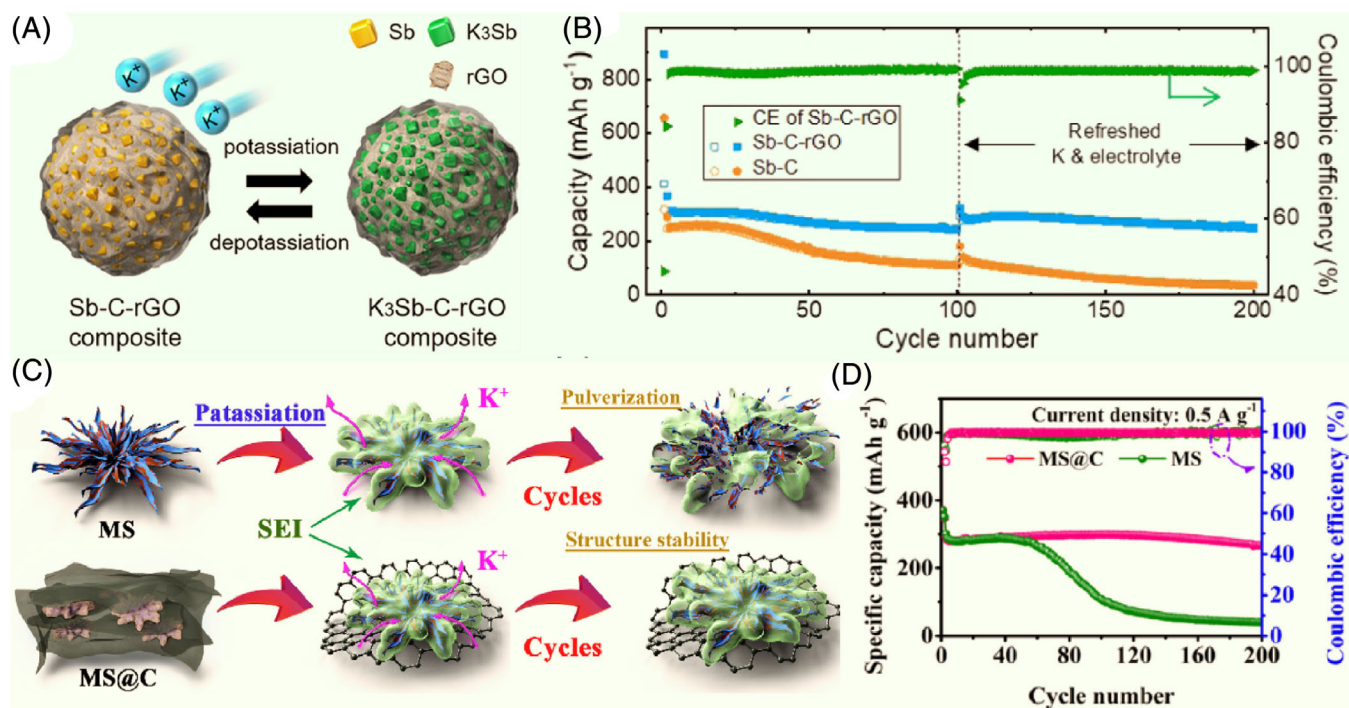 (A)
Sb K3Sb
rGO
K+
K+
K+
potassiation
depotassiation
Sb-C-rGO
composite
K3Sb-C-rGO
composite
(B)
Capacity (mAh g-1)
800
600
400
200
0
CE of Sb-C-rGO
Sb-C-rGO
Sb-C
Refreshed
K & electrolyte
100
80
60
40
Coulombic efficiency (%)
0 50 100 150 200
Cycle number
(C)
MS
Patassiation
K+
Pulverization
Cycles
SEI
MS@C
K+
Structure stability
Cycles
(D)
Specific capacity (mAh g-1)
600
400
200
0
Current density: 0.5 A g-1
MS@C MS
100
80
60
40
20
0
Coulombic efficiency (%)
0 40 80 120 160 200
Cycle number